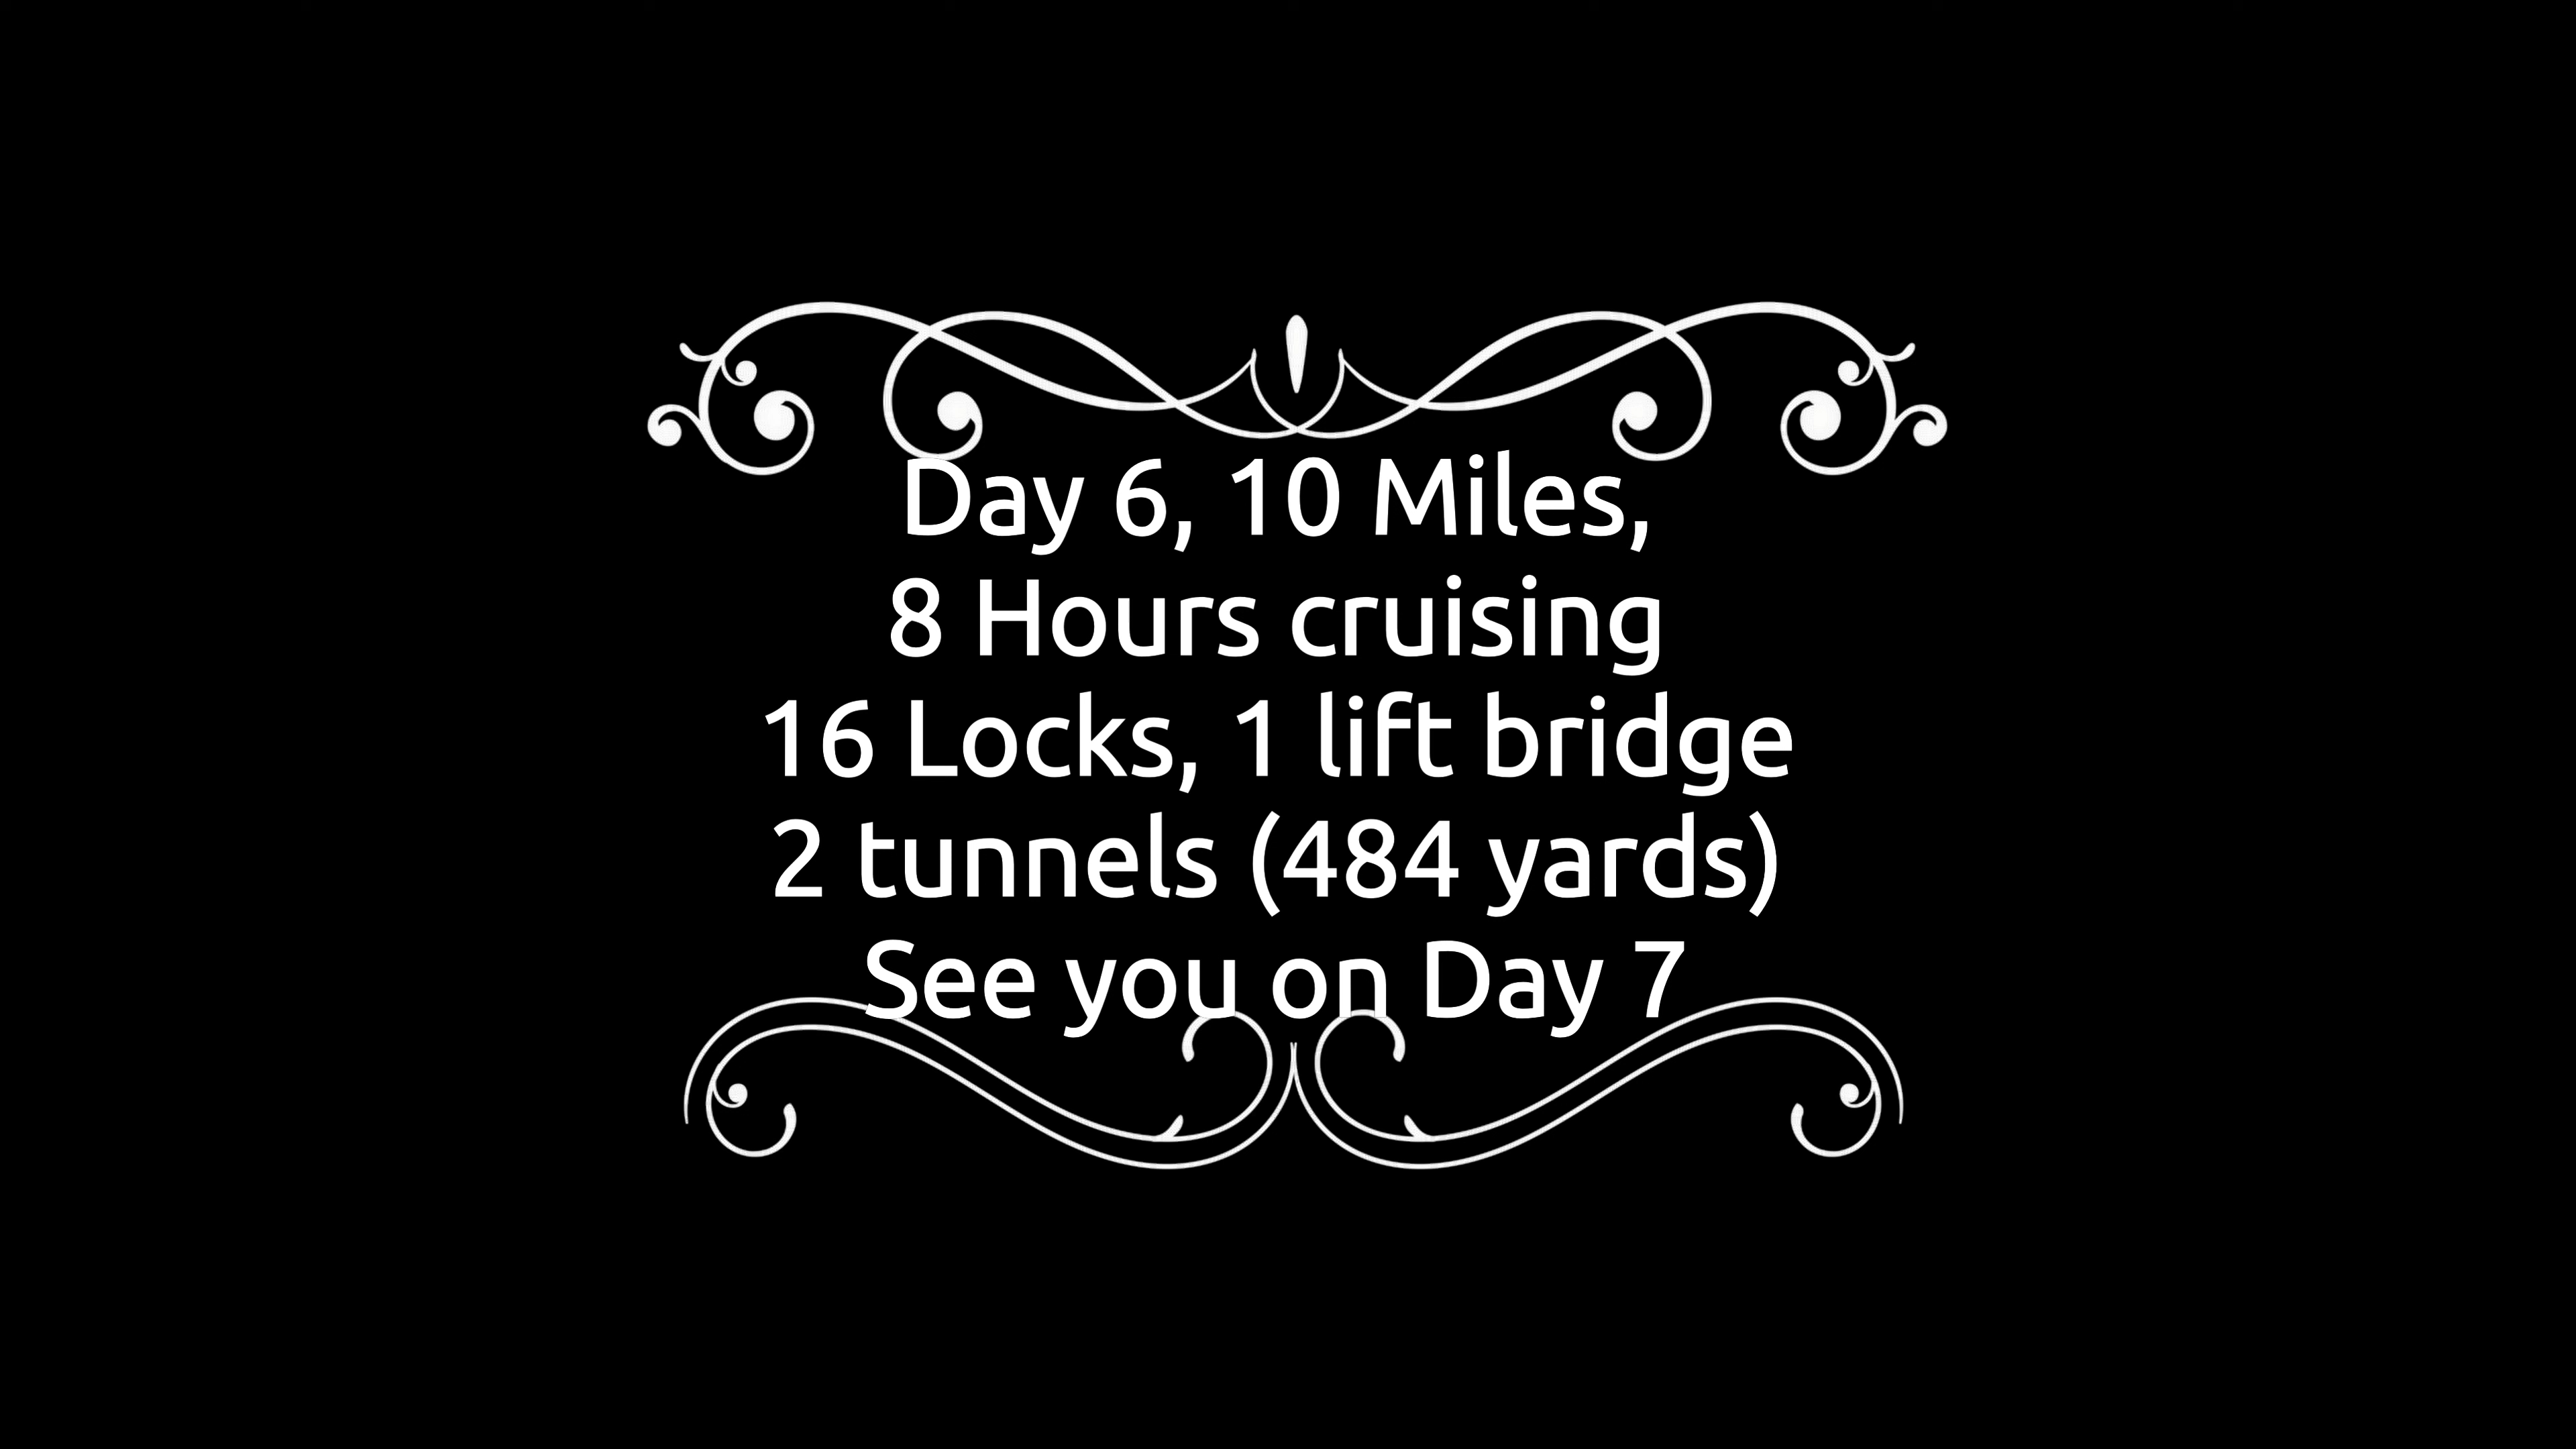 Day 6, 10 Miles,
8 Hours cruising
16 Locks, 1 lift bridge
2 tunnels (484 yards)
See you on Day 7